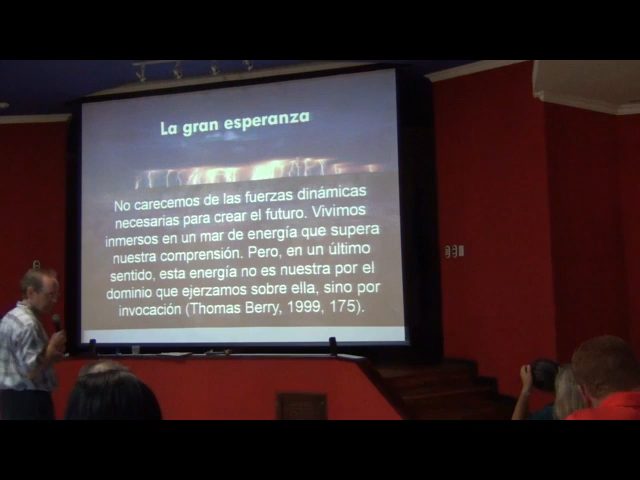 La gran esperanza
No carecemos de las fuerzas dinámicas
necesarias para crear el futuro. Vivimos
inmersos en un mar de energía que supera
nuestra comprensión. Pero, en un último
sentido, esta energía no es nuestra por el
dominio que ejerzamos sobre ella, sino por
invocación (Thomas Berry, 1999, 175).